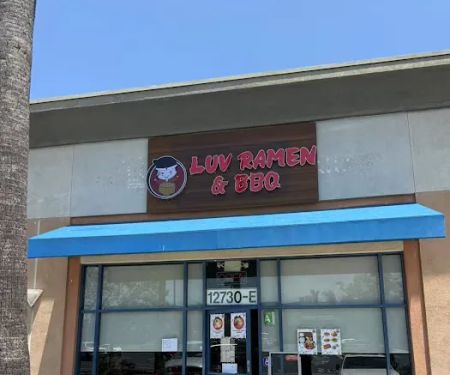 LUV RAMEN
& BBQ
12730-E
A